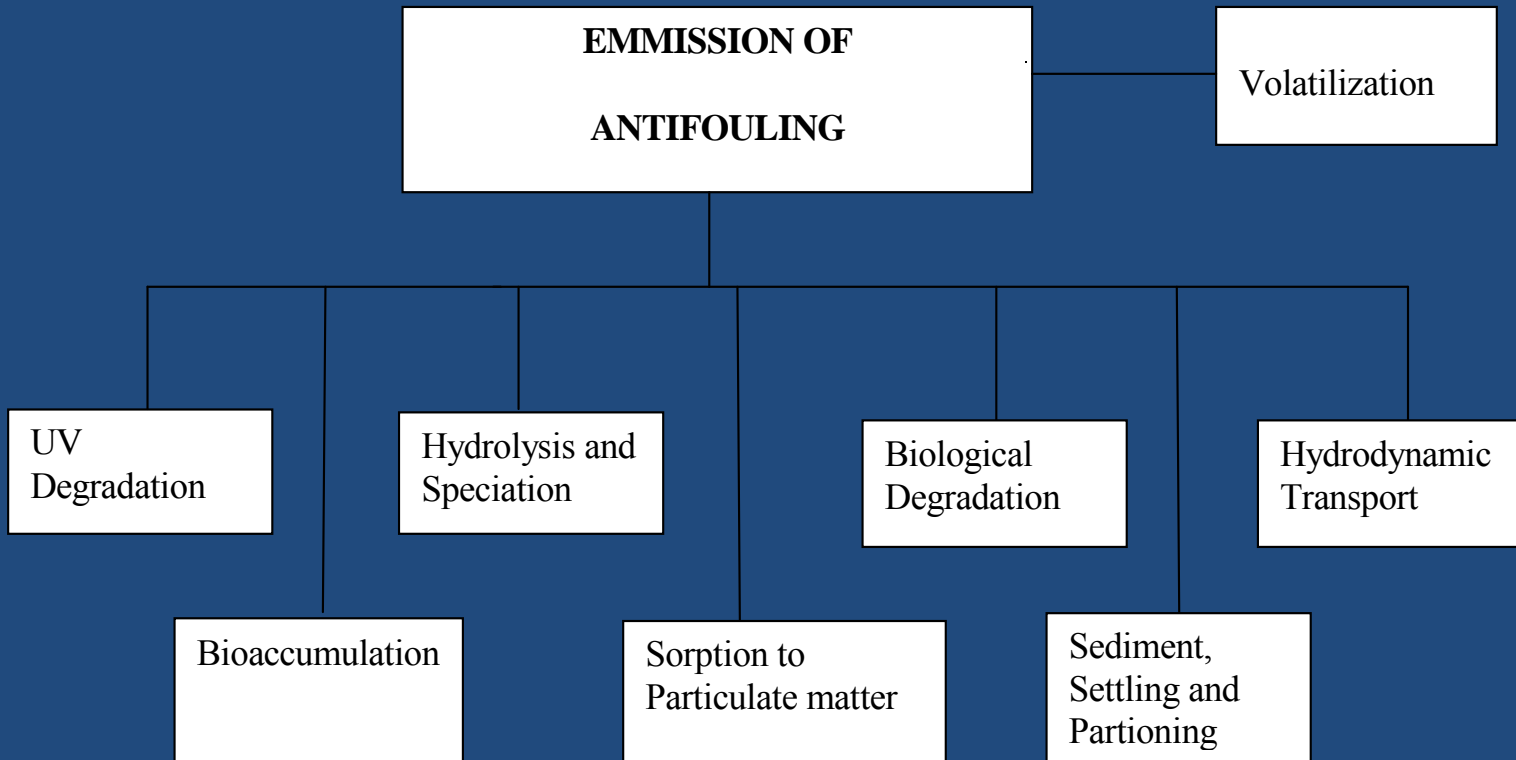 EMMISSION OF
ANTIFOULING
Volatilization
UV
Degradation
Hydrolysis and
Speciation
Biological
Degradation
Hydrodynamic
Transport
Bioaccumulation
Sorption to
Particulate matter
Sediment,
Settling and
Partioning